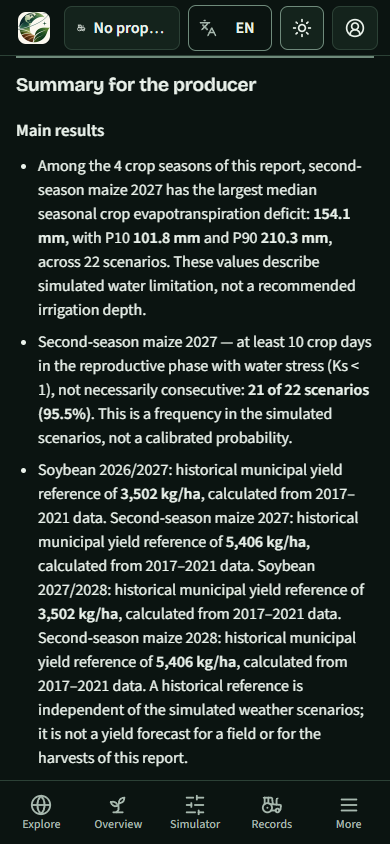 No prop…
EN
Summary for the producer
Main results
• Among the 4 crop seasons of this report, second-
season maize 2027 has the largest median
seasonal crop evapotranspiration deficit: 154.1
mm, with P10 101.8 mm and P90 210.3 mm,
across 22 scenarios. These values describe
simulated water limitation, not a recommended
irrigation depth.
• Second-season maize 2027 — at least 10 crop days
in the reproductive phase with water stress (Ks <
1), not necessarily consecutive: 21 of 22 scenarios
(95.5%). This is a frequency in the simulated
scenarios, not a calibrated probability.
• Soybean 2026/2027: historical municipal yield
reference of 3,502 kg/ha, calculated from 2017–
2021 data. Second-season maize 2027: historical
municipal yield reference of 5,406 kg/ha,
calculated from 2017–2021 data. Soybean
2027/2028: historical municipal yield reference of
3,502 kg/ha, calculated from 2017–2021 data.
Second-season maize 2028: historical municipal
yield reference of 5,406 kg/ha, calculated from
2017–2021 data. A historical reference is
independent of the simulated weather scenarios;
it is not a yield forecast for a field or for the
harvests of this report.
Explore
Overview
Simulator
Records
More